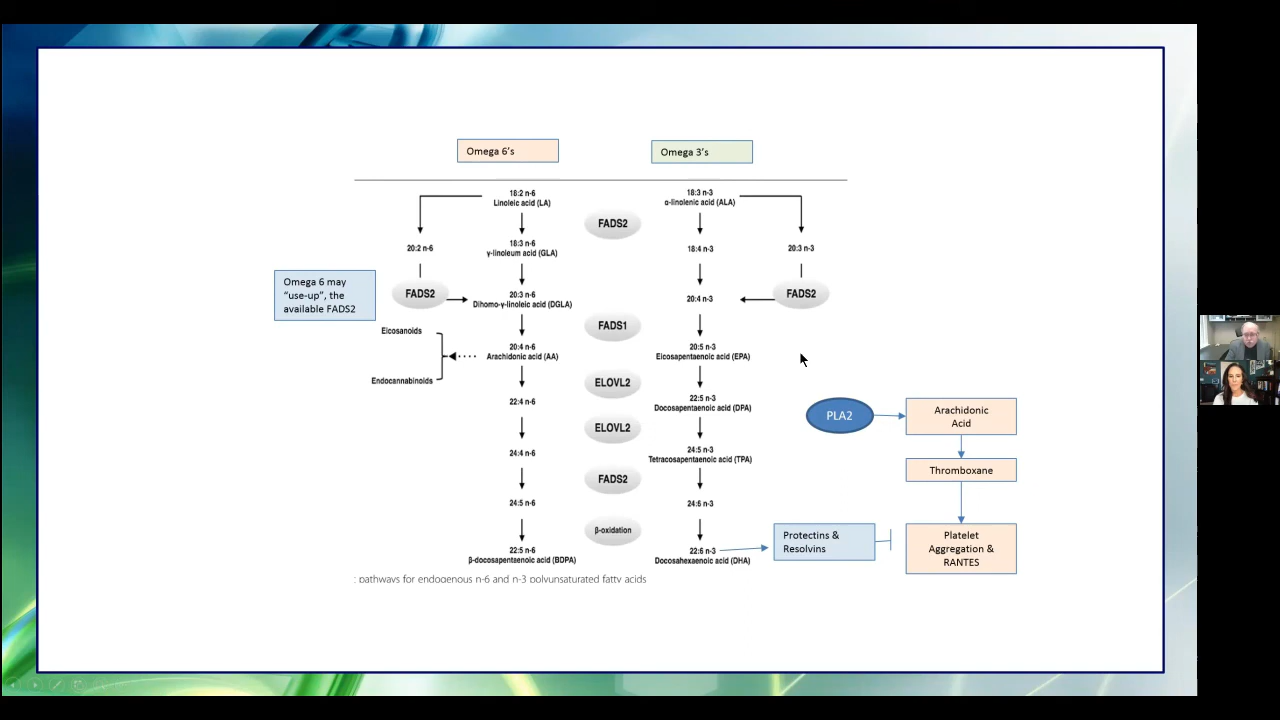 Omega 6's
Omega 3's
18:2 n-6
Linoleic acid (LA)
18:3 n-3
α-linolenic acid (ALA)
FADS2
20:2 n-6
18:3 n-6
γ-linoleum acid (GLA)
18:4 n-3
20:3 n-3
Omega 6 may
"use-up", the
available FADS2
FADS2
20:3 n-6
Dihomo-γ-linoleic acid (DGLA)
20:4 n-3
FADS2
FADS1
Eicosanoids
Endocannabinoids
20:4 n-6
Arachidonic acid (AA)
20:5 n-3
Eicosapentaenoic acid (EPA)
ELOVL2
22:4 n-6
22:5 n-3
Docosapentaenoic acid (DPA)
ELOVL2
24:4 n-6
24:5 n-3
Tetracosapentaenoic acid (TPA)
FADS2
24:5 n-6
24:6 n-3
β-oxidation
22:5 n-6
β-docosapentaenoic acid (BDPA)
22:6 n-3
Docosahexaenoic acid (DHA)
PLA2
Arachidonic
Acid
Thromboxane
Protectins &
Resolvins
Platelet
Aggregation &
RANTES
: pathways for endogenous n-6 and n-3 polyunsaturated fatty acids